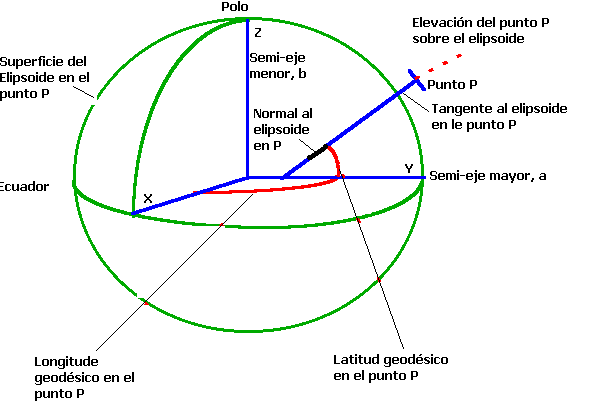 Polo
Elevación del punto P
sobre el elipsoide
Z
Semi-eje
menor, b
Superficie del
Elipsoide en el
punto P
Punto P
Tangente al elipsoide
en le punto P
Normal al
elipsoide
en P
Y
Semi-eje mayor, a
Ecuador
X
Longitude
geodésico en el
punto P
Latitud geodésico
en el punto P